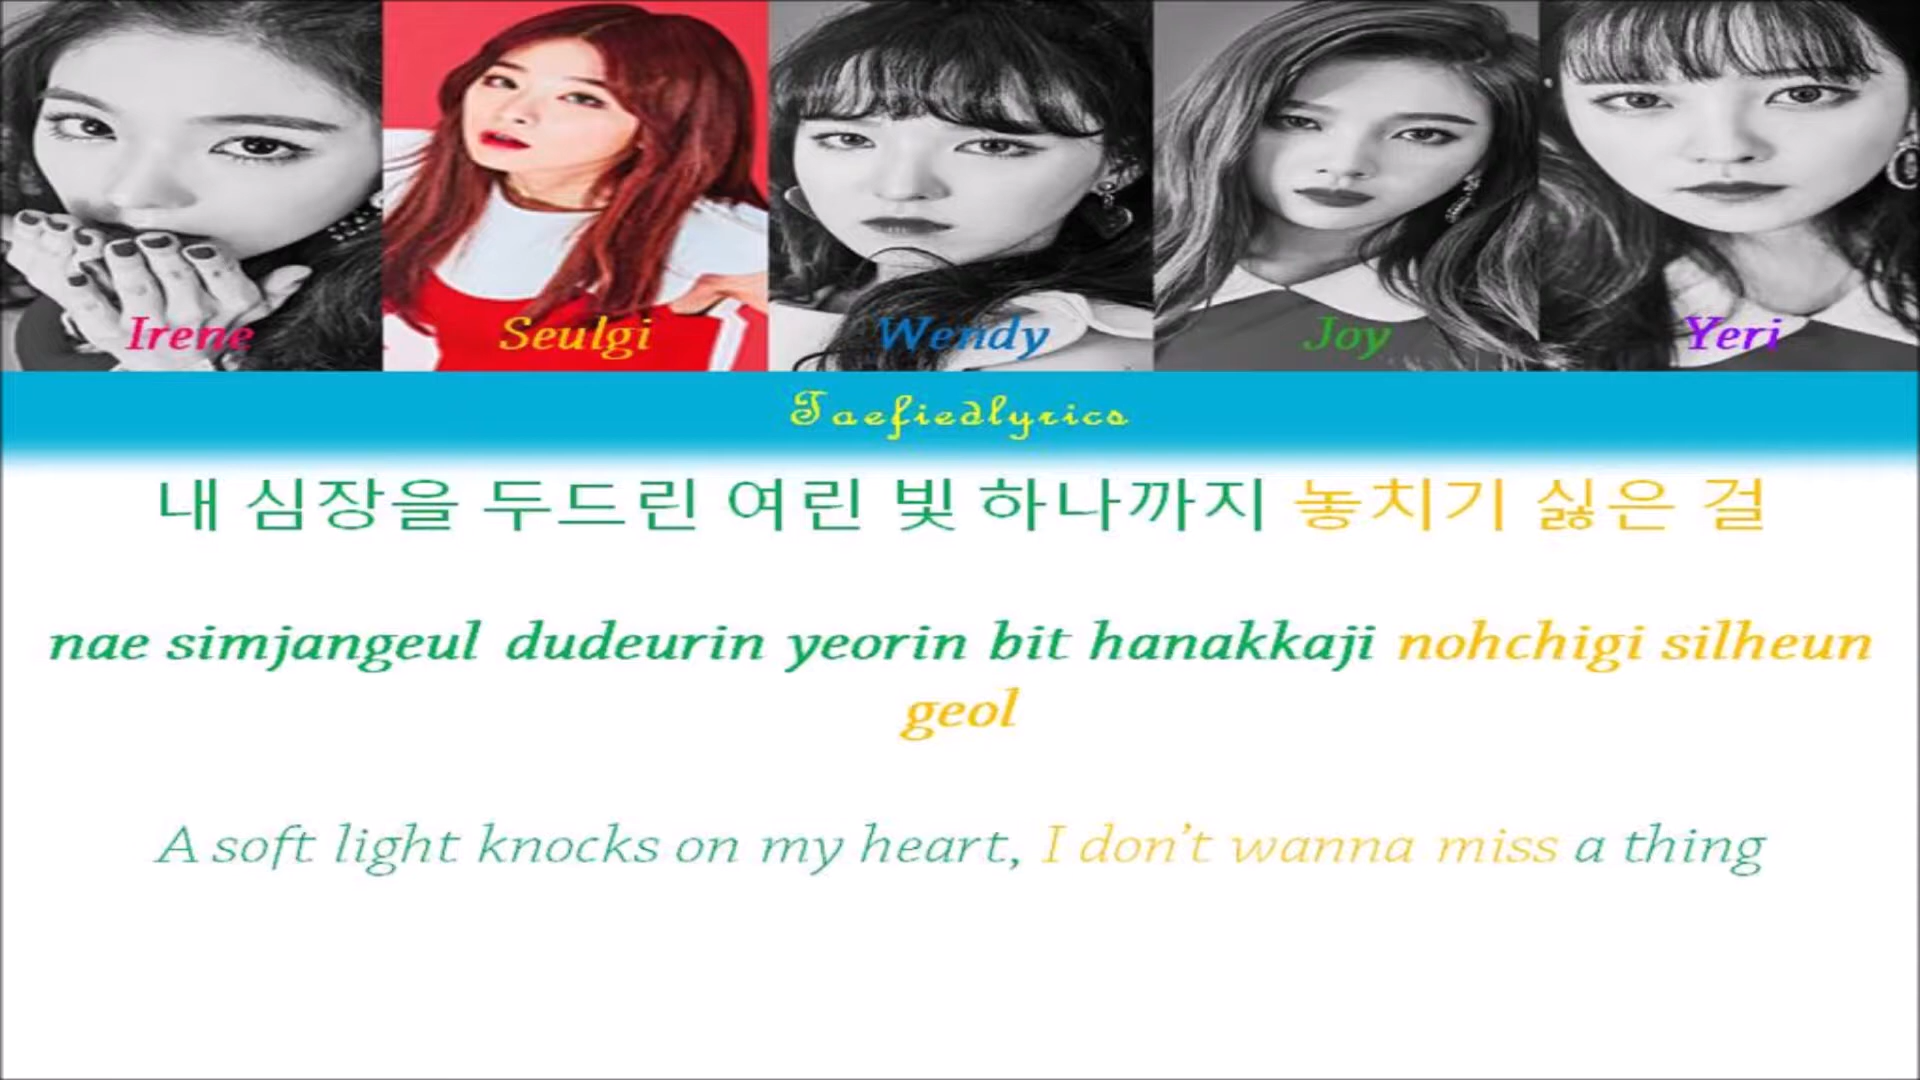 Irene Seulgi Wendy Joy Yeri
Taefiedlyrics
내 심장을 두드린 여린 빛 하나까지 놓치기 싫은 걸
nae simjangeul dudeurin yeorin bit hanakkaji nohchigi silheun
geol
A soft light knocks on my heart, I don't wanna miss a thing